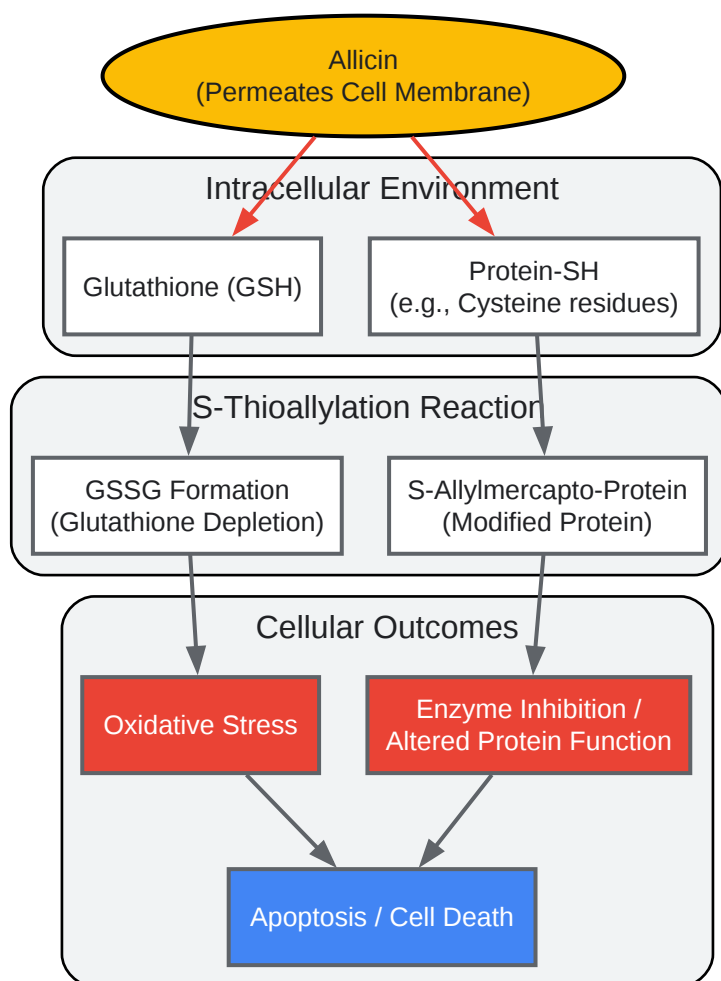 Allicin
(Permeates Cell Membrane)
Intracellular Environment
Glutathione (GSH)
Protein-SH
(e.g., Cysteine residues)
S-Thioallylation Reaction
GSSG Formation
(Glutathione Depletion)
S-Allylmercapto-Protein
(Modified Protein)
Cellular Outcomes
Oxidative Stress
Enzyme Inhibition /
Altered Protein Function
Apoptosis / Cell Death